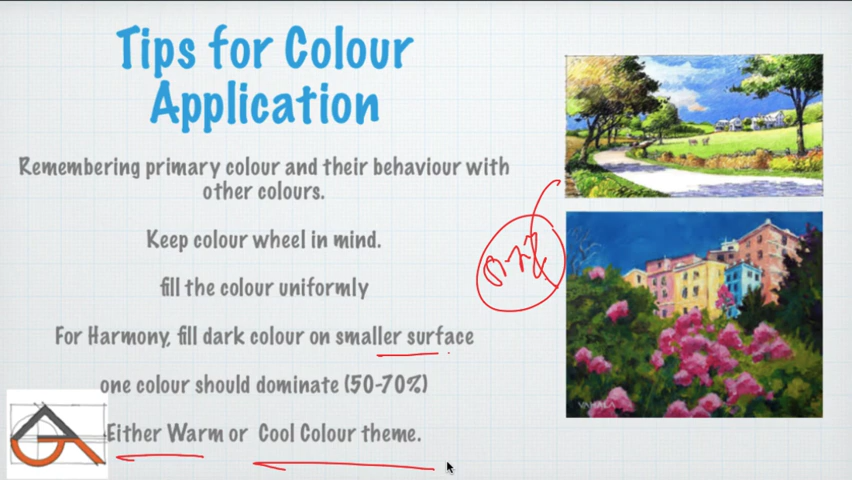 Tips for Colour
Application
Remembering primary colour and their behaviour with
other colours.
Keep colour wheel in mind.
fill the colour uniformly
For Harmony, fill dark colour on smaller surface
one colour should dominate (50-70%)
Either Warm or Cool Colour theme.
VAHALA